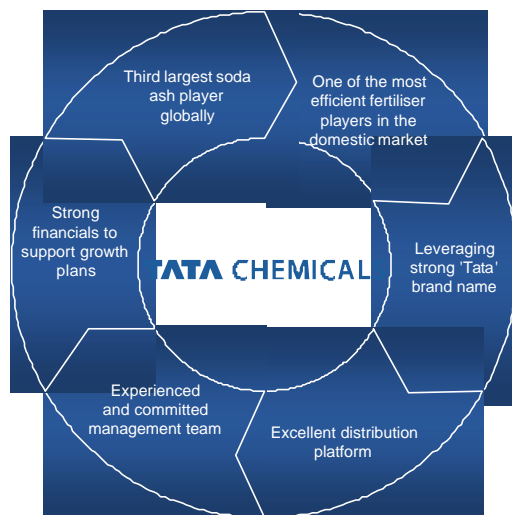 Third largest soda
ash player
globally
One of the most
efficient fertiliser
players in the
domestic market
Leveraging
strong 'Tata'
brand name
Excellent distribution
platform
Experienced
and committed
management team
Strong
financials to
support growth
plans
TATA CHEMICAL